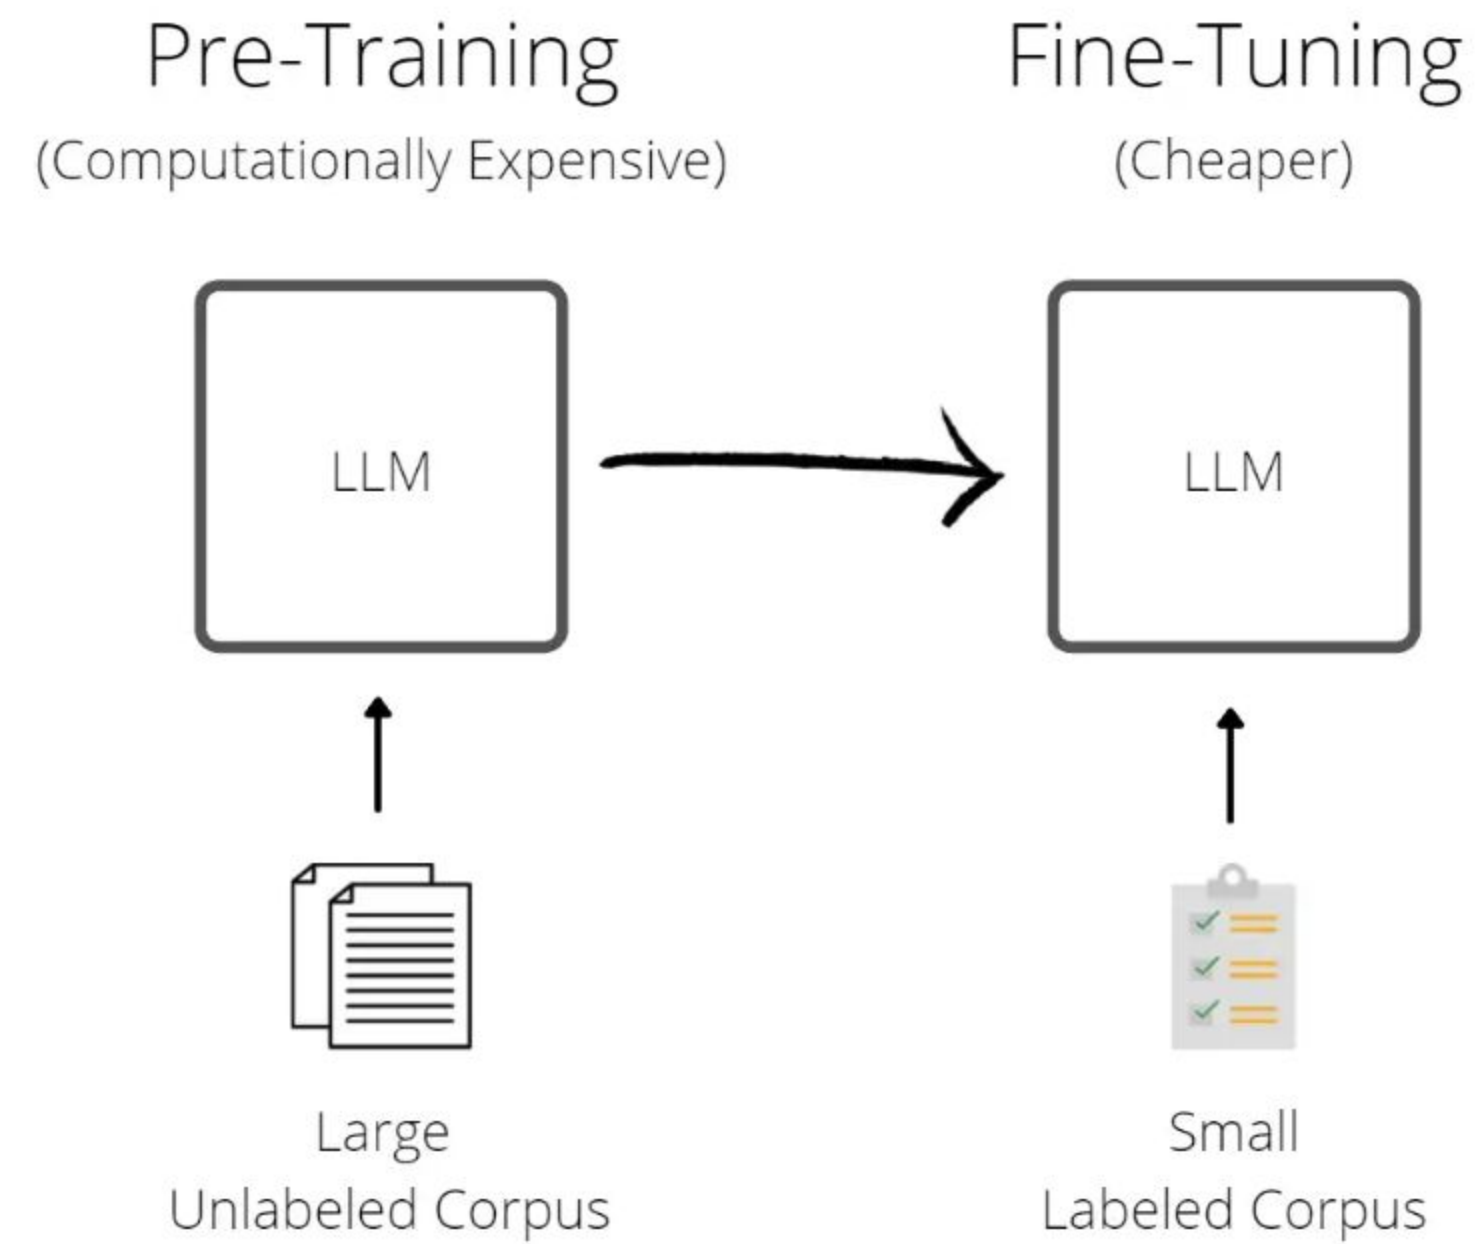 Pre-Training
(Computationally Expensive)
LLM
Large
Unlabeled Corpus
Fine-Tuning
(Cheaper)
LLM
Small
Labeled Corpus